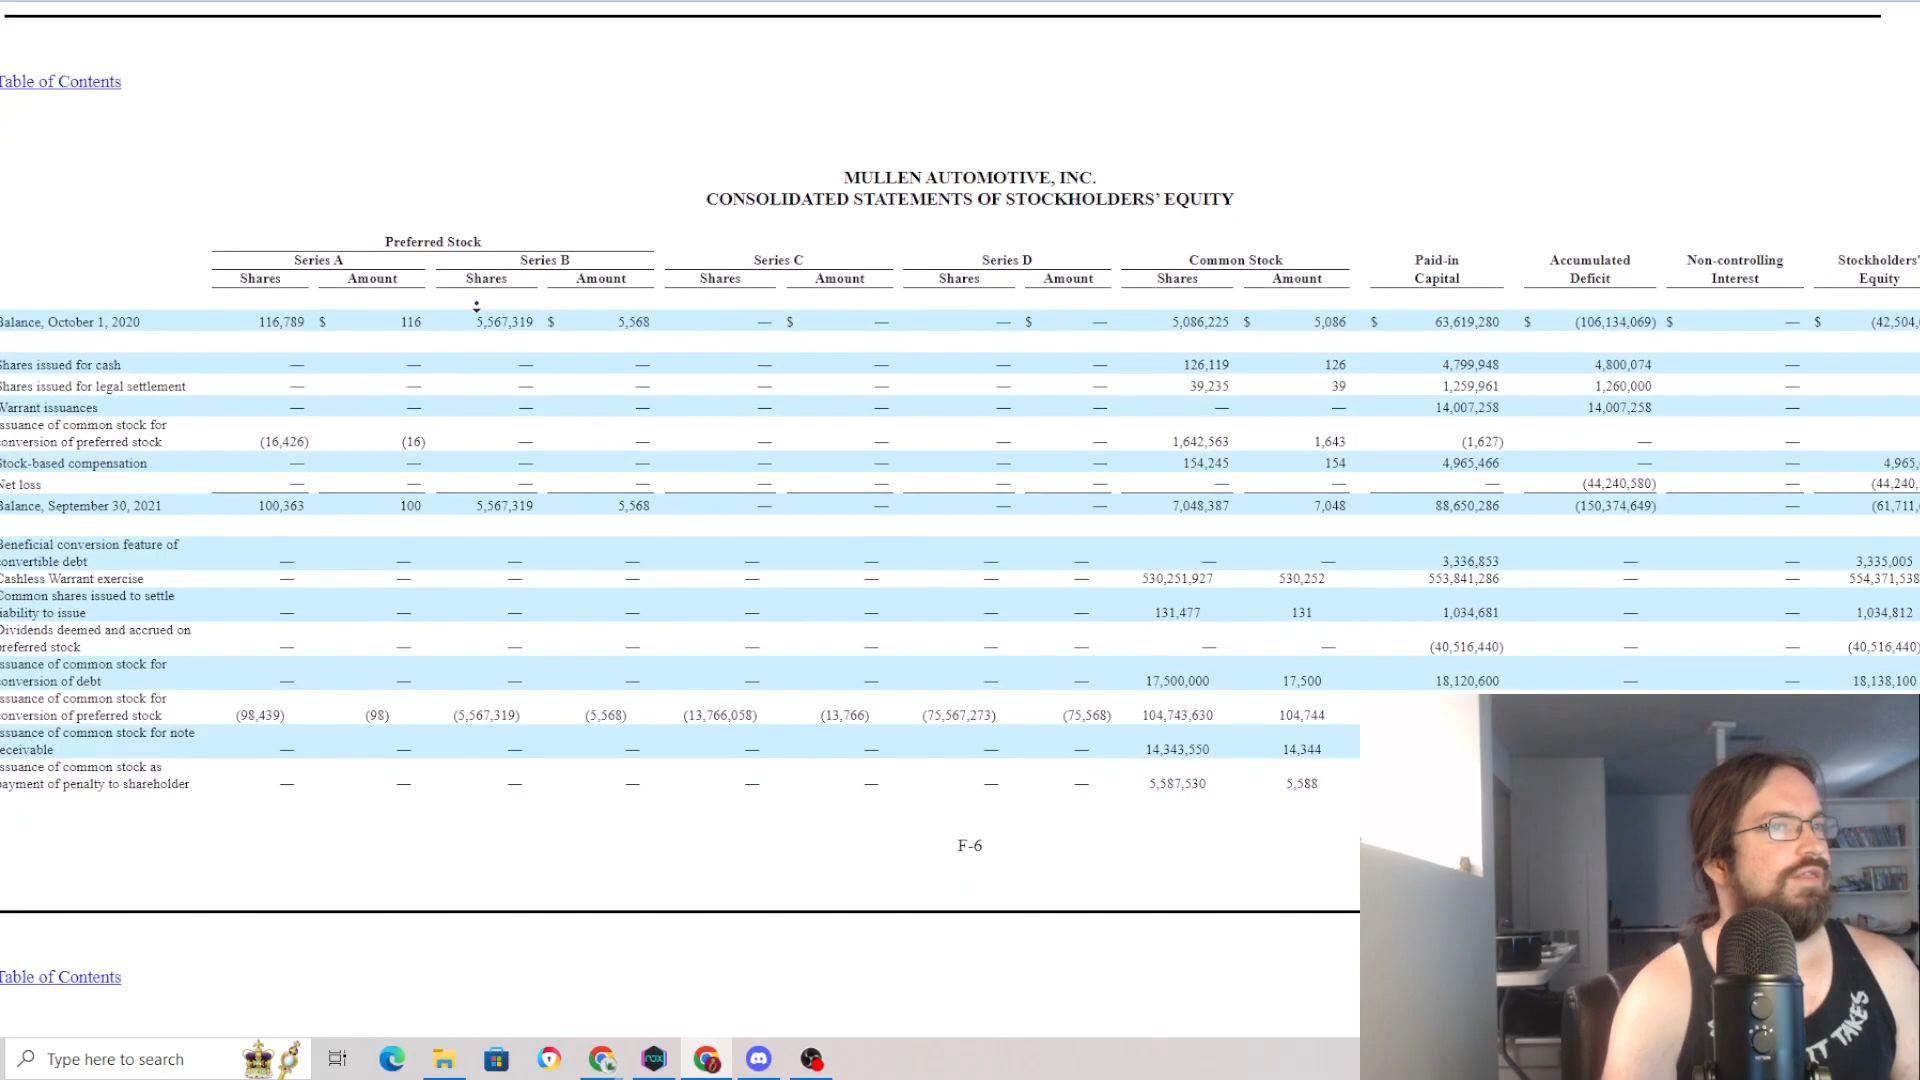 Table of Contents
MULLEN AUTOMOTIVE, INC.
CONSOLIDATED STATEMENTS OF STOCKHOLDERS' EQUITY
Preferred Stock
Series A Series B Series C Series D Common Stock Paid-in Accumulated Non-controlling Stockholders'
Shares Amount Shares Amount Shares Amount Shares Amount Shares Amount Capital Deficit Interest Equity
Balance, October 1, 2020 116,789 $ 116 5,567,319 $ 5,568 — $ — — $ — 5,086,225 $ 5,086 $ 63,619,280 $ (106,134,069) $ — $ (42,504,
Shares issued for cash — — — — — — — — 126,119 126 4,799,948 4,800,074 —
Shares issued for legal settlement — — — — — — — — 39,235 39 1,259,961 1,260,000 —
Warrant issuances — — — — — — — — — — 14,007,258 14,007,258 —
ssuance of common stock for
conversion of preferred stock (16,426) (16) — — — — — — 1,642,563 1,643 (1,627) — —
Stock-based compensation — — — — — — — — 154,245 154 4,965,466 — — 4,965,
Net loss — — — — — — — — — — — (44,240,580) — (44,240,
Balance, September 30, 2021 100,363 100 5,567,319 5,568 — — — — 7,048,387 7,048 88,650,286 (150,374,649) — (61,711,
Beneficial conversion feature of
convertible debt — — — — — — — — — — 3,336,853 — — 3,335,005
Cashless Warrant exercise — — — — — — — — 530,251,927 530,252 553,841,286 — — 554,371,538
Common shares issued to settle
iability to issue — — — — — — — — 131,477 131 1,034,681 — — 1,034,812
Dividends deemed and accrued on
preferred stock — — — — — — — — — — (40,516,440) — — (40,516,440)
ssuance of common stock for
conversion of debt — — — — — — — — 17,500,000 17,500 18,120,600 — — 18,138,100
ssuance of common stock for
conversion of preferred stock (98,439) (98) (5,567,319) (5,568) (13,766,058) (13,766) (75,567,273) (75,568) 104,743,630 104,744
ssuance of common stock for note
receivable — — — — — — — — 14,343,550 14,344
ssuance of common stock as
payment of penalty to shareholder — — — — — — — — 5,587,530 5,588
F-6
Table of Contents
Type here to search
TAKES